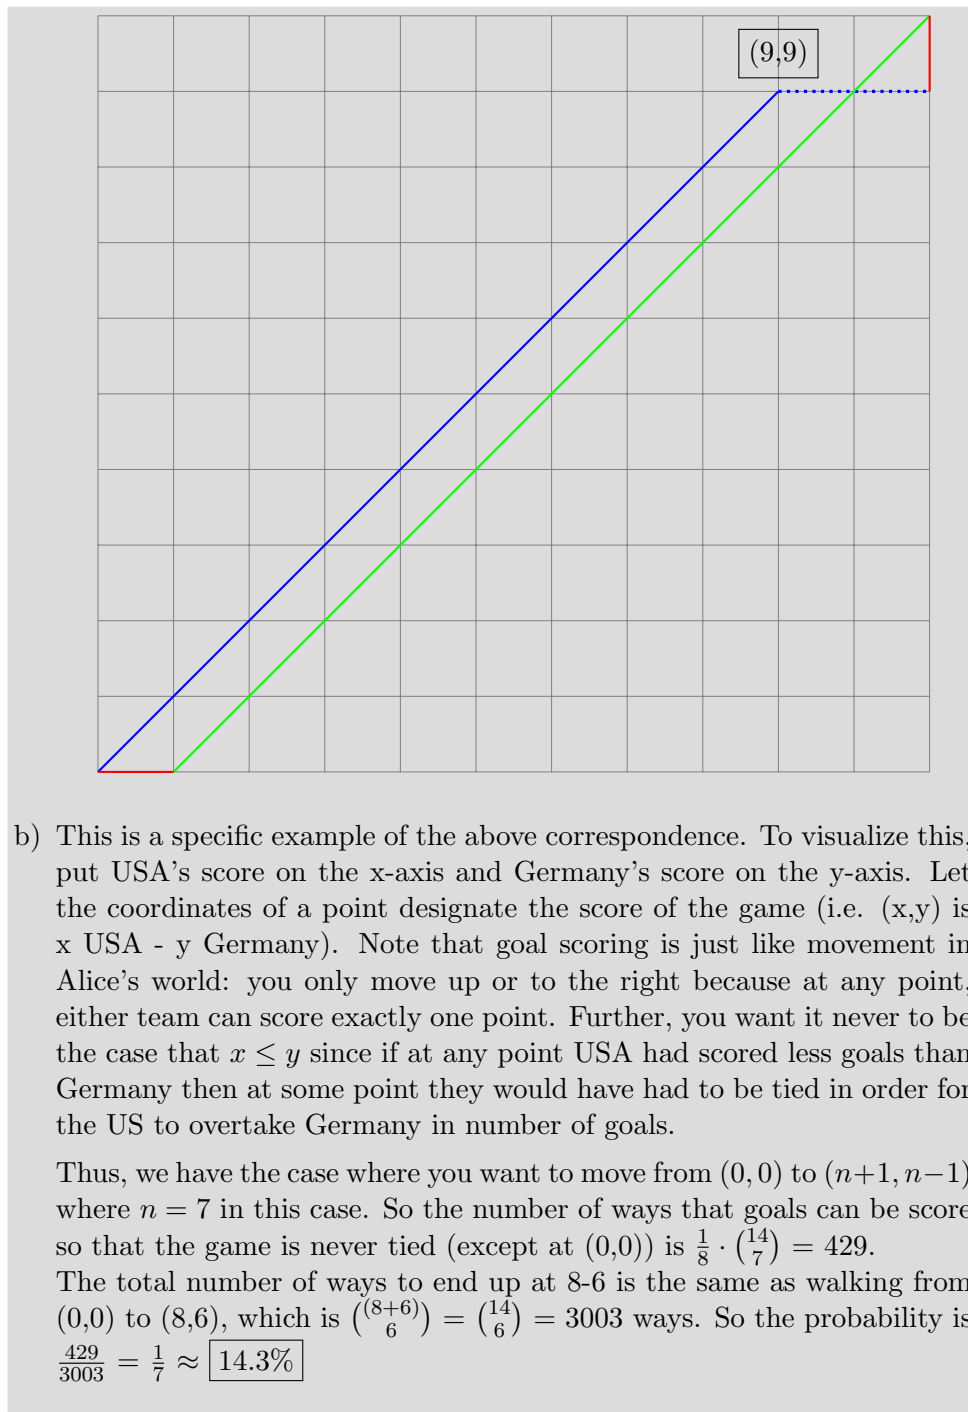 (9,9)
b) This is a specific example of the above correspondence. To visualize this,
put USA's score on the x-axis and Germany's score on the y-axis. Let
the coordinates of a point designate the score of the game (i.e. (x,y) is
x USA - y Germany). Note that goal scoring is just like movement in
Alice's world: you only move up or to the right because at any point,
either team can score exactly one point. Further, you want it never to be
the case that $x \leq y$ since if at any point USA had scored less goals than
Germany then at some point they would have had to be tied in order for
the US to overtake Germany in number of goals.
Thus, we have the case where you want to move from $(0,0)$ to $(n+1, n-1)$
where $n = 7$ in this case. So the number of ways that goals can be score
so that the game is never tied (except at (0,0)) is $\frac{1}{8} \cdot \binom{14}{7} = 429$.
The total number of ways to end up at 8-6 is the same as walking from
(0,0) to (8,6), which is $\binom{(8+6)}{6} = \binom{14}{6} = 3003$ ways. So the probability is
$\frac{429}{3003} = \frac{1}{7} \approx$ 14.3%